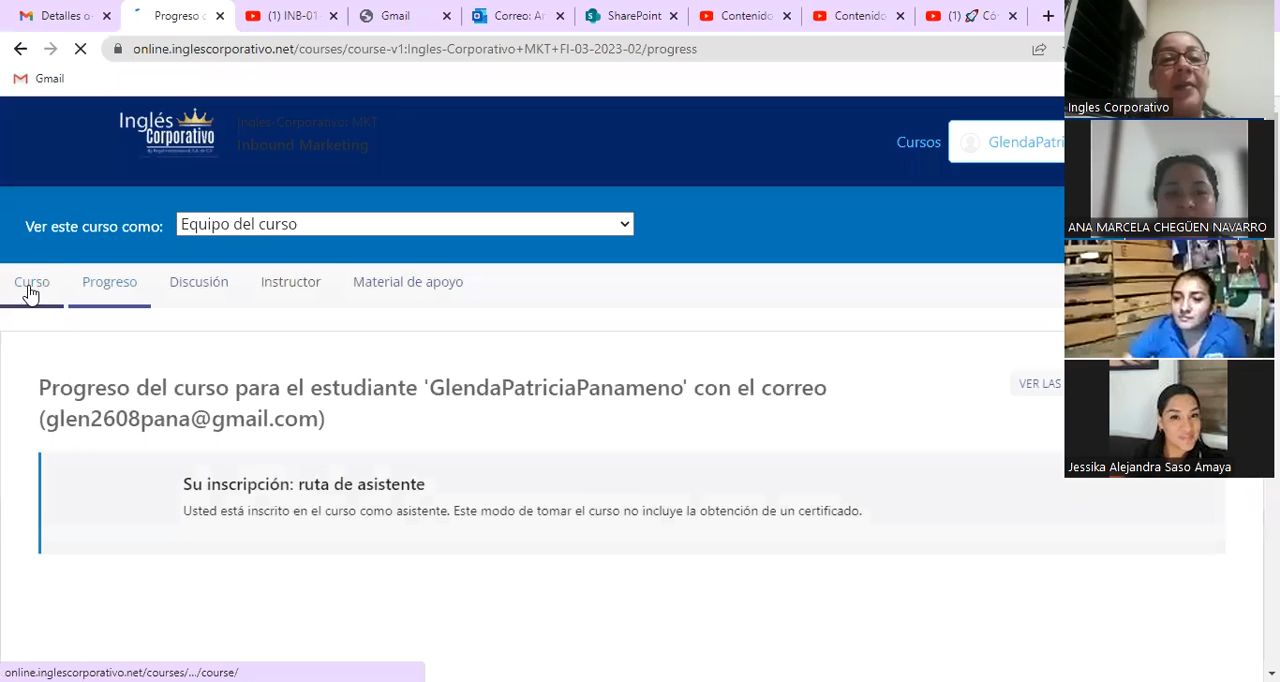 Detalles o
Progreso d
(1) INB-01
Gmail
Correo: Ar
SharePoint
Contenido
Contenido
(1) 🚀 Có
online.inglescorporativo.net/courses/course-v1:Ingles-Corporativo+MKT+FI-03-2023-02/progress
Gmail
Inglés
Corporativo
Ingles-Corporativo: MKT
Inbound Marketing
Cursos
GlendaPatri
Ver este curso como:
Equipo del curso
Curso
Progreso
Discusión
Instructor
Material de apoyo
Progreso del curso para el estudiante 'GlendaPatriciaPanameno' con el correo
(glen2608pana@gmail.com)
VER LAS
Su inscripción: ruta de asistente
Usted está inscrito en el curso como asistente. Este modo de tomar el curso no incluye la obtención de un certificado.
online.inglescorporativo.net/courses/.../course/
Ingles Corporativo
ANA MARCELA CHEGÜEN NAVARRO
Jessika Alejandra Saso Amaya